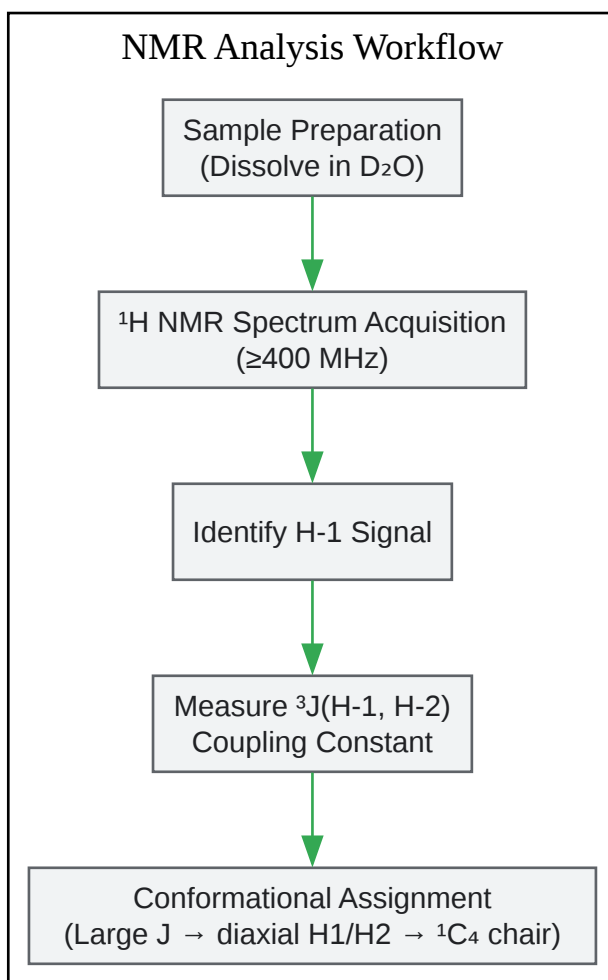 NMR Analysis Workflow
Sample Preparation
(Dissolve in D₂O)
¹H NMR Spectrum Acquisition
(≥400 MHz)
Identify H-1 Signal
Measure ³J(H-1, H-2)
Coupling Constant
Conformational Assignment
(Large J → diaxial H1/H2 → ¹C₄ chair)